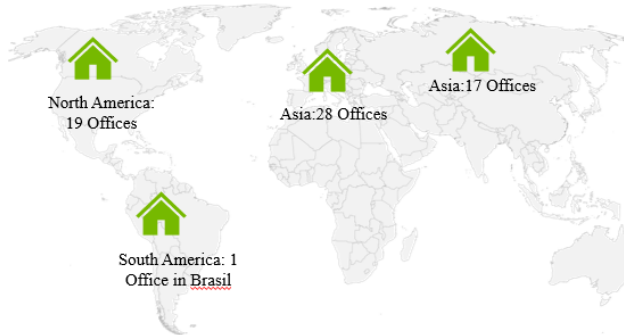 North America:
19 Offices
Asia:28 Offices
Asia:17 Offices
South America: 1
Office in Brasil